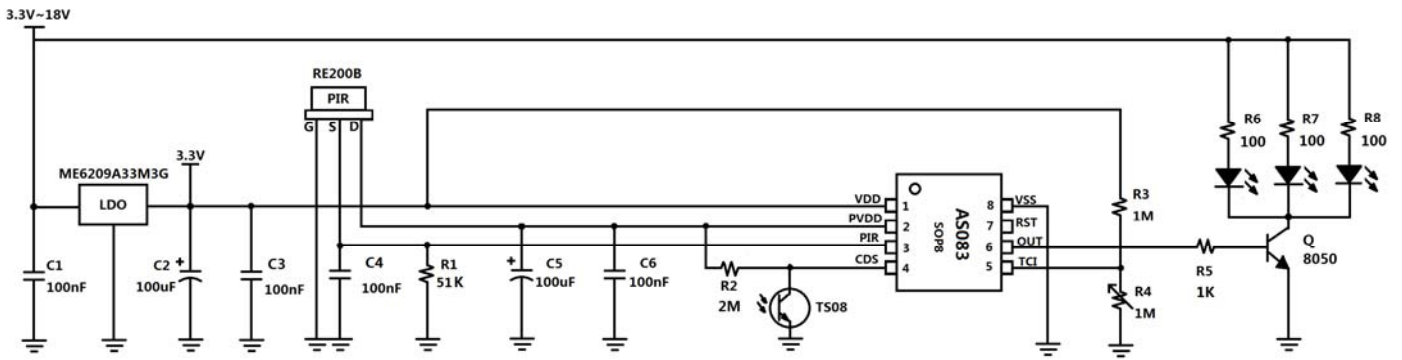 3.3V~18V
RE200B
PIR
G S D
3.3V
ME6209A33M3G
LDO
C1
100nF
C2
+
100uF
C3
100nF
C4
100nF
R1
51K
+
C5
100uF
C6
100nF
R2
2M
TS08
VDD
PVDD
PIR
CDS
1
2
3
4
AS083
SOP8
8
7
6
5
VSS
RST
OUT
TCI
R3
1M
R4
1M
R5
1K
R6
100
R7
100
R8
100
Q
8050